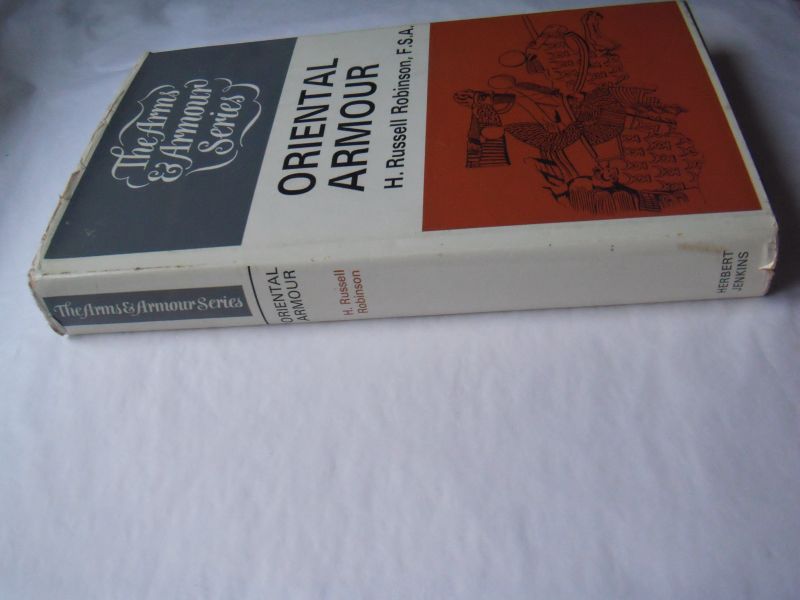 The Arms
& Armour
Series
ORIENTAL
ARMOUR
H. Russell Robinson, F.S.A.
The Arms & Armour Series
ORIENTAL
ARMOUR
H. Russell
Robinson
HERBERT
JENKINS